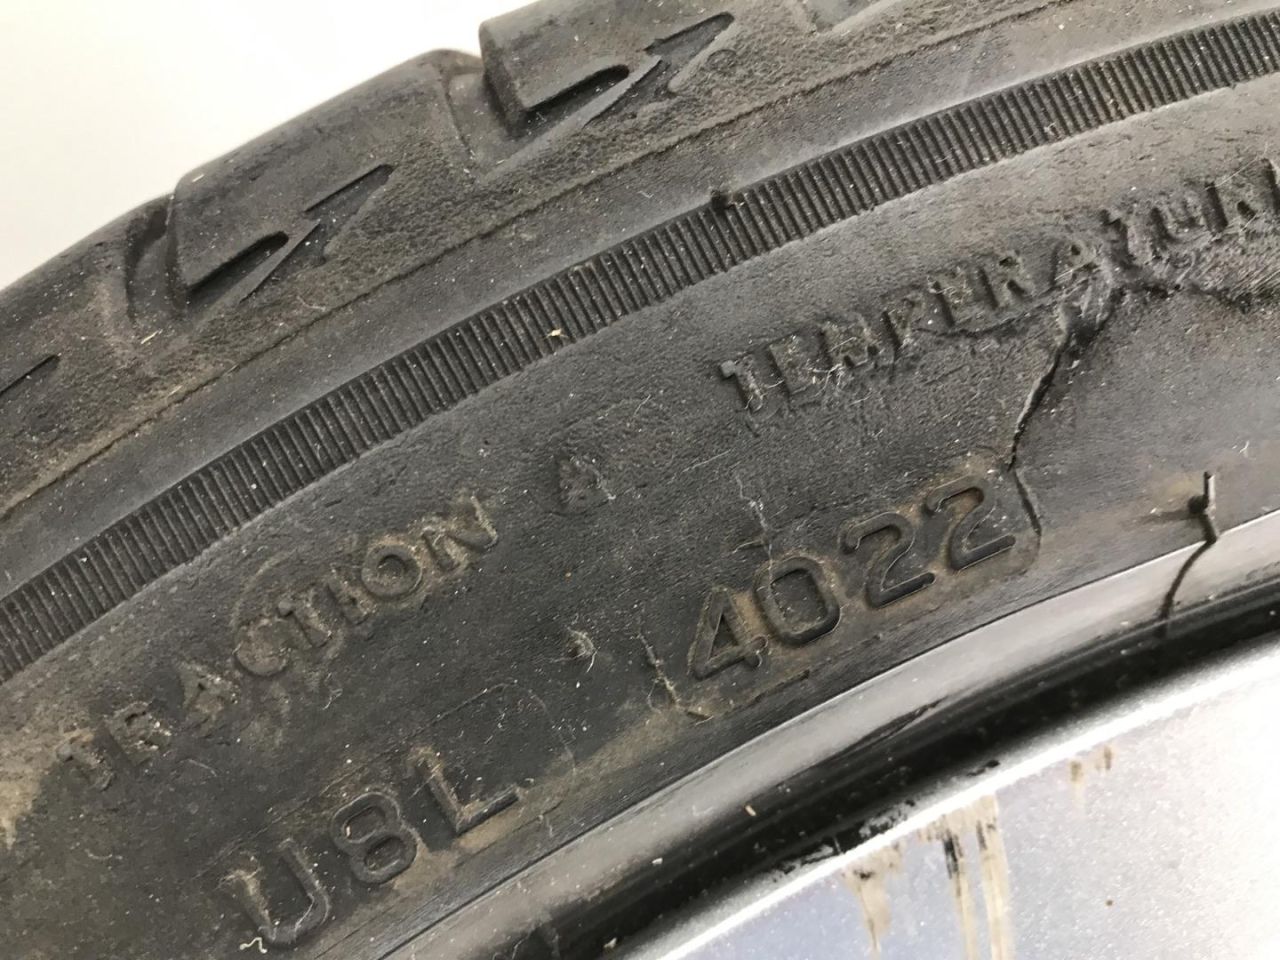 TRACTION A TEMPERATURE
U8L 4022